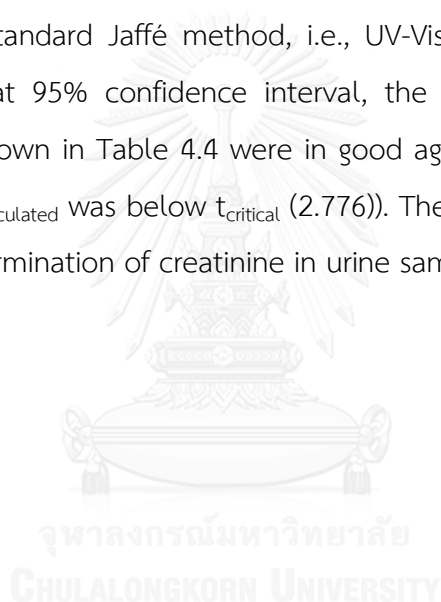 tandard Jaffé method, i.e., UV-Vis
at 95% confidence interval, the
own in Table 4.4 were in good ag
culated was below tcritical (2.776)). The
ermination of creatinine in urine sam
จุฬาลงกรณ์มหาวิทยาลัย
CHULALONGKORN UNIVERSITY